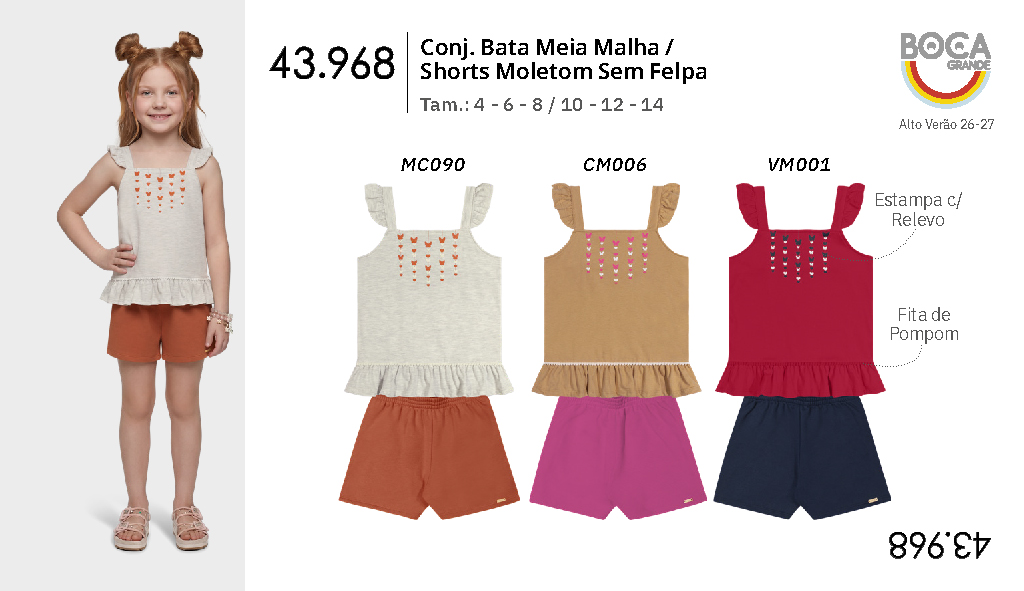 43.968
Conj. Bata Meia Malha /
Shorts Moletom Sem Felpa
Tam.: 4 - 6 - 8 / 10 - 12 - 14
BOCA
GRANDE
Alto Verão 26-27
MC090
CM006
VM001
Estampa c/
Relevo
Fita de
Pompom
43.968